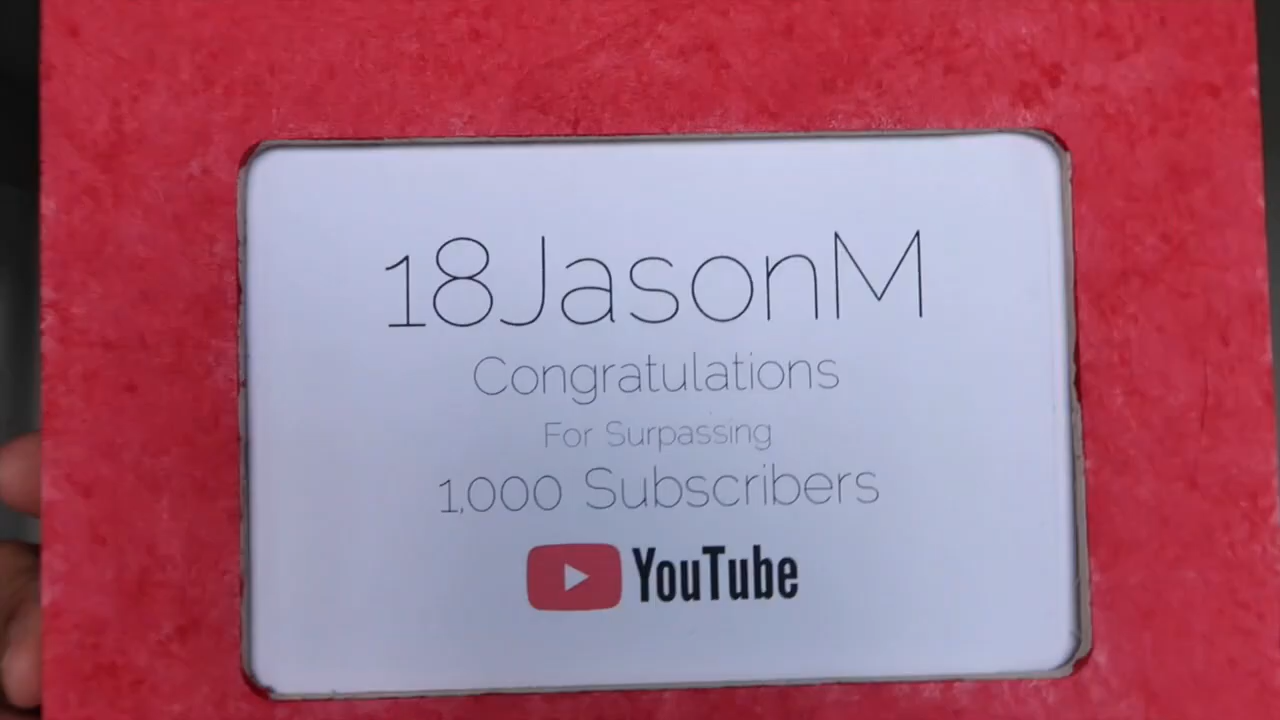 18JasonM
Congratulations
For Surpassing
1,000 Subscribers
YouTube